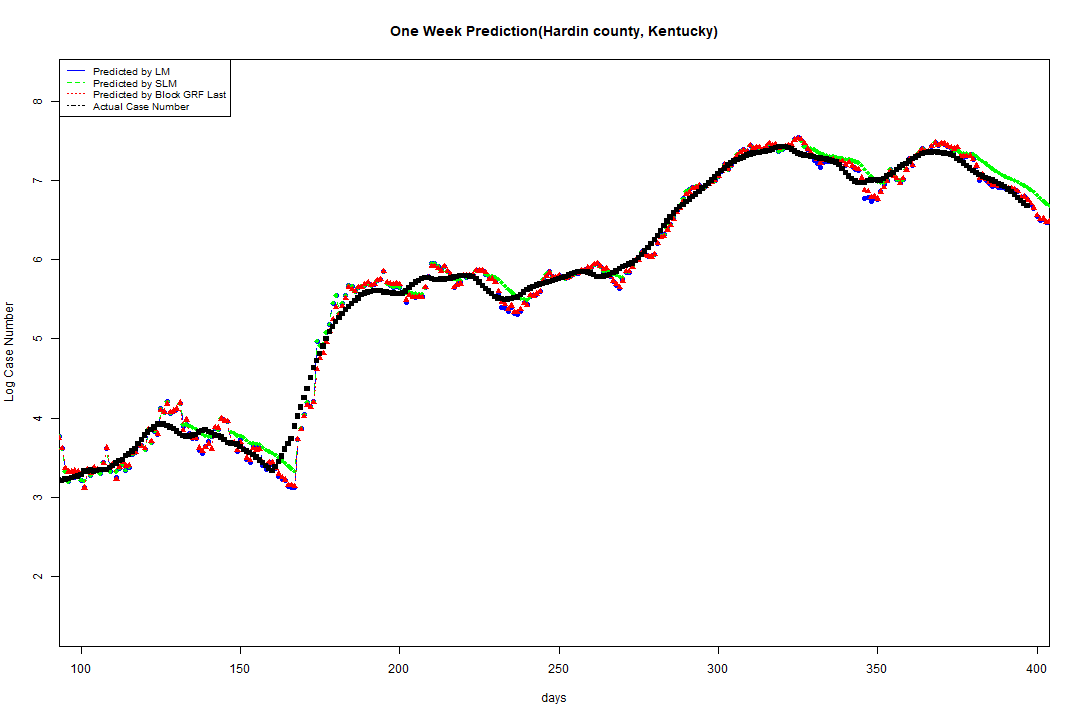 One Week Prediction(Hardin county, Kentucky)
Predicted by LM
Predicted by SLM
Predicted by Block GRF Last
Actual Case Number
8
7
6
5
4
3
2
Log Case Number
100 150 200 250 300 350 400
days